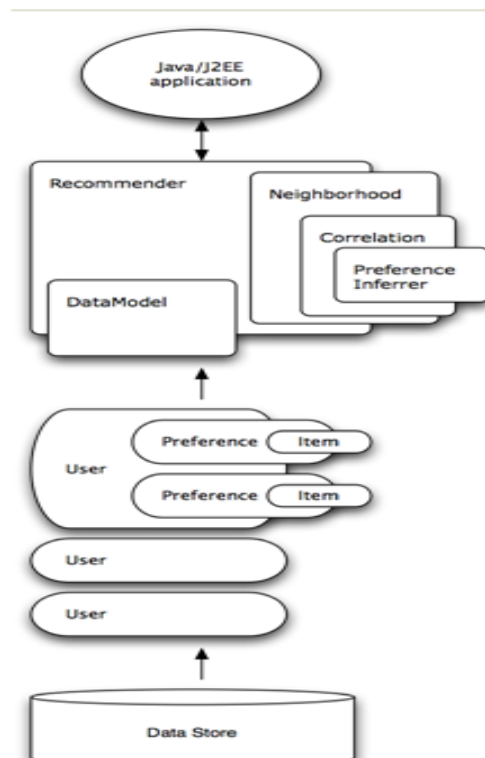 Java/J2EE
application
Recommender
Neighborhood
Correlation
Preference
Inferrer
DataModel
Preference
Item
User
Preference
Item
User
User
Data Store